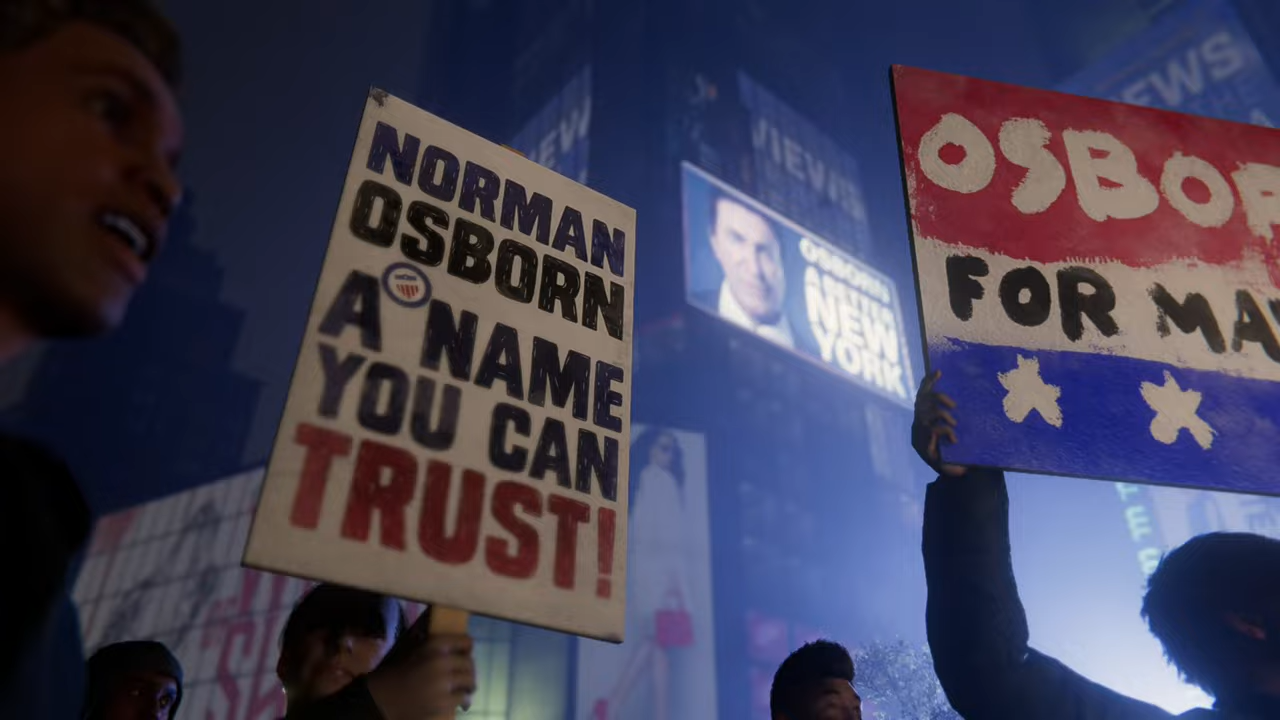 NORMAN
OSBORN
A NAME
YOU CAN
TRUST!
OSBORN
NEW
YORK
OSBOR
FOR MA
NEWS